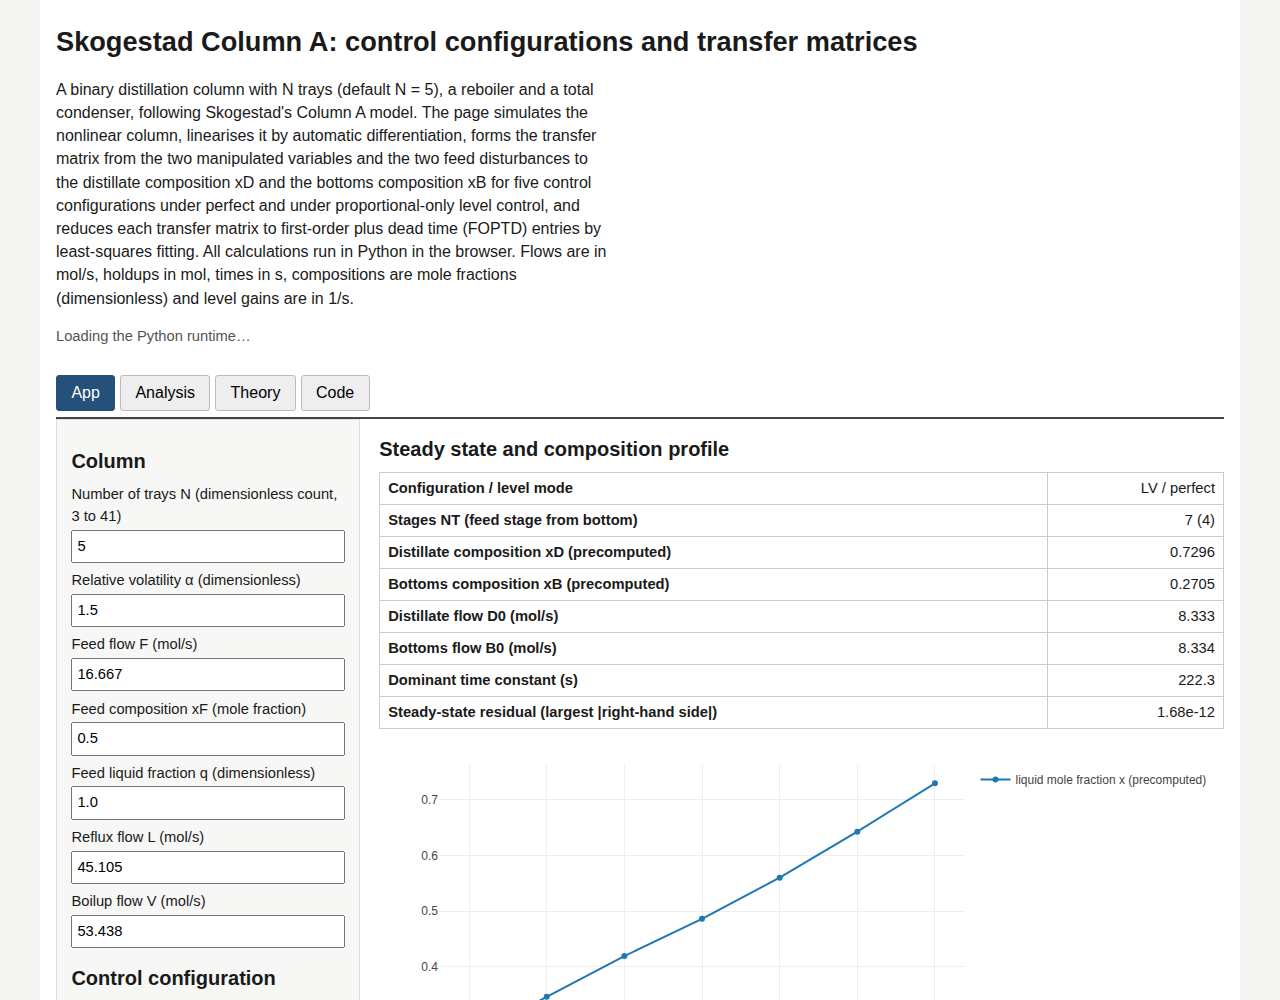 Skogestad Column A: control configurations and transfer matrices
A binary distillation column with N trays (default N = 5), a reboiler and a total
condenser, following Skogestad's Column A model. The page simulates the
nonlinear column, linearises it by automatic differentiation, forms the transfer
matrix from the two manipulated variables and the two feed disturbances to
the distillate composition xD and the bottoms composition xB for five control
configurations under perfect and under proportional-only level control, and
reduces each transfer matrix to first-order plus dead time (FOPTD) entries by
least-squares fitting. All calculations run in Python in the browser. Flows are in
mol/s, holdups in mol, times in s, compositions are mole fractions
(dimensionless) and level gains are in 1/s.
Loading the Python runtime…
App
Analysis
Theory
Code
Column
Number of trays N (dimensionless count,
3 to 41)
5
Relative volatility α (dimensionless)
1.5
Feed flow F (mol/s)
16.667
Feed composition xF (mole fraction)
0.5
Feed liquid fraction q (dimensionless)
1.0
Reflux flow L (mol/s)
45.105
Boilup flow V (mol/s)
53.438
Control configuration
Steady state and composition profile
Configuration / level mode LV / perfect
Stages NT (feed stage from bottom) 7 (4)
Distillate composition xD (precomputed) 0.7296
Bottoms composition xB (precomputed) 0.2705
Distillate flow D0 (mol/s) 8.333
Bottoms flow B0 (mol/s) 8.334
Dominant time constant (s) 222.3
Steady-state residual (largest |right-hand side|) 1.68e-12
liquid mole fraction x (precomputed)
0.7
0.6
0.5
0.4